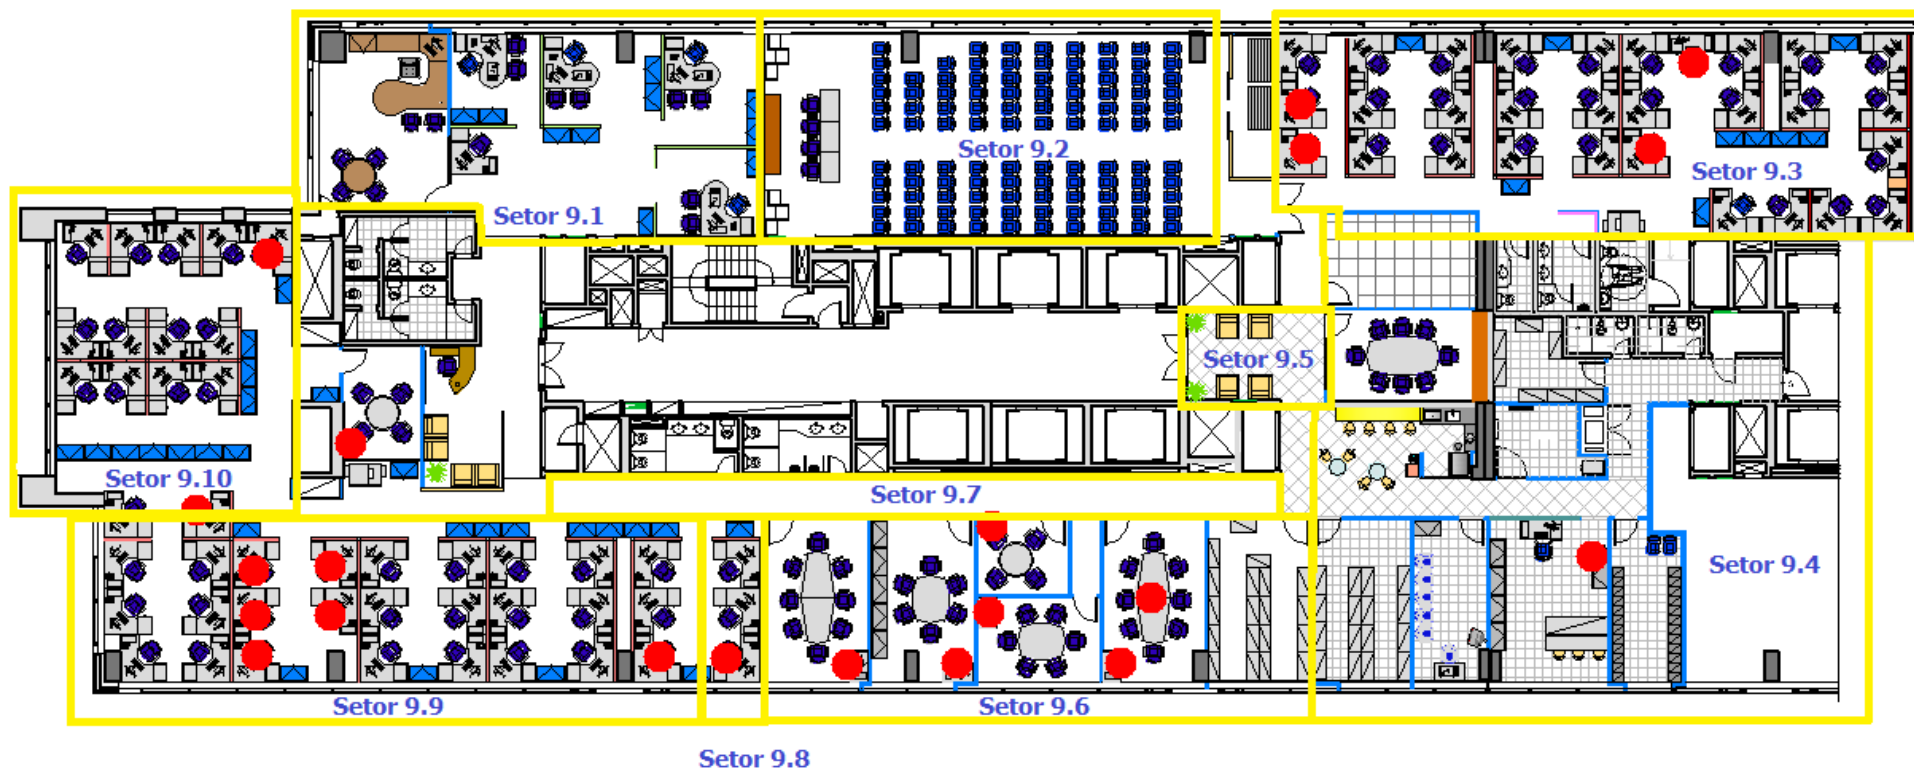 Setor 9.2
Setor 9.3
Setor 9.1
Setor 9.5
Setor 9.10
Setor 9.7
Setor 9.4
Setor 9.9
Setor 9.6
Setor 9.8